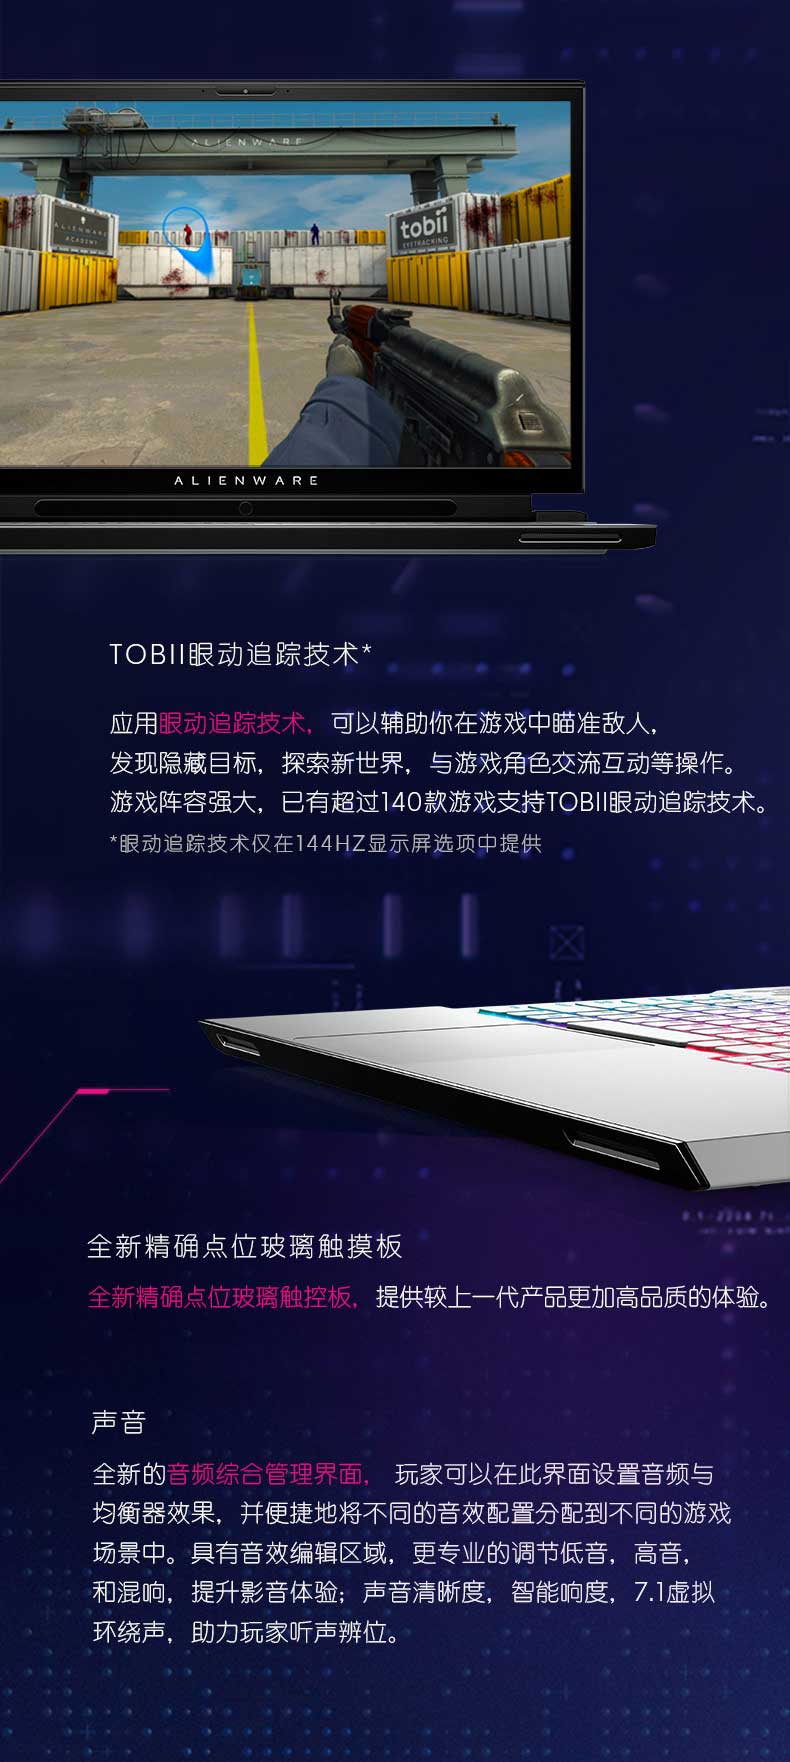 ALIENWARE
ALIENWARE
ACADEMY
tobii
EYETRACKING
ALIENWARE
TOBII眼动追踪技术*
应用眼动追踪技术，可以辅助你在游戏中瞄准敌人，
发现隐藏目标，探索新世界，与游戏角色交流互动等操作。
游戏阵容强大，已有超过140款游戏支持TOBII眼动追踪技术。
*眼动追踪技术仅在144HZ显示屏选项中提供
全新精确点位玻璃触摸板
全新精确点位玻璃触控板，提供较上一代产品更加高品质的体验。
声音
全新的音频综合管理界面， 玩家可以在此界面设置音频与
均衡器效果，并便捷地将不同的音效配置分配到不同的游戏
场景中。具有音效编辑区域，更专业的调节低音，高音，
和混响，提升影音体验；声音清晰度，智能响度，7.1虚拟
环绕声，助力玩家听声辨位。